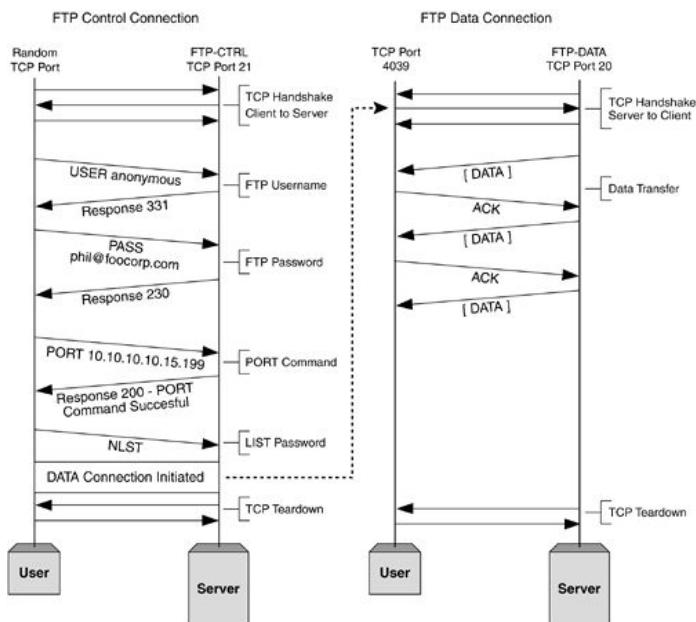 FTP Control Connection
Random
TCP Port
FTP-CTRL
TCP Port 21
TCP Handshake
Client to Server
USER anonymous
FTP Username
Response 331
PASS
phil@foocorp.com
FTP Password
Response 230
PORT 10.10.10.10.15.199
PORT Command
Response 200 - PORT
Command Succesful
NLST
LIST Password
DATA Connection Initiated
TCP Teardown
User
Server
FTP Data Connection
TCP Port
4039
FTP-DATA
TCP Port 20
TCP Handshake
Server to Client
[ DATA ]
Data Transfer
ACK
[ DATA ]
ACK
[ DATA ]
TCP Teardown
User
Server